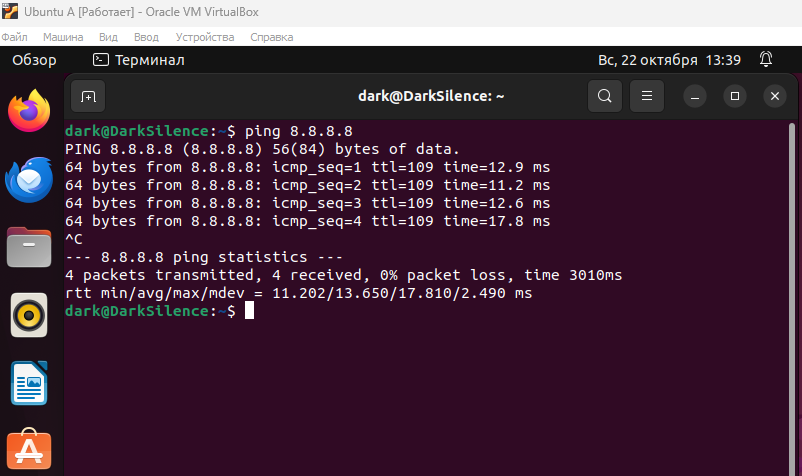 Ubuntu A [Работает] - Oracle VM VirtualBox
Файл Машина Вид Ввод Устройства Справка
Обзор Терминал Вс, 22 октября 13:39
dark@DarkSilence: ~
dark@DarkSilence:~$ ping 8.8.8.8
PING 8.8.8.8 (8.8.8.8) 56(84) bytes of data.
64 bytes from 8.8.8.8: icmp_seq=1 ttl=109 time=12.9 ms
64 bytes from 8.8.8.8: icmp_seq=2 ttl=109 time=11.2 ms
64 bytes from 8.8.8.8: icmp_seq=3 ttl=109 time=12.6 ms
64 bytes from 8.8.8.8: icmp_seq=4 ttl=109 time=17.8 ms
^C
--- 8.8.8.8 ping statistics ---
4 packets transmitted, 4 received, 0% packet loss, time 3010ms
rtt min/avg/max/mdev = 11.202/13.650/17.810/2.490 ms
dark@DarkSilence:~$